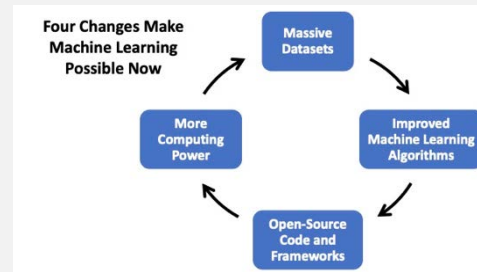 Four Changes Make
Machine Learning
Possible Now
Massive
Datasets
Improved
Machine Learning
Algorithms
Open-Source
Code and
Frameworks
More
Computing
Power